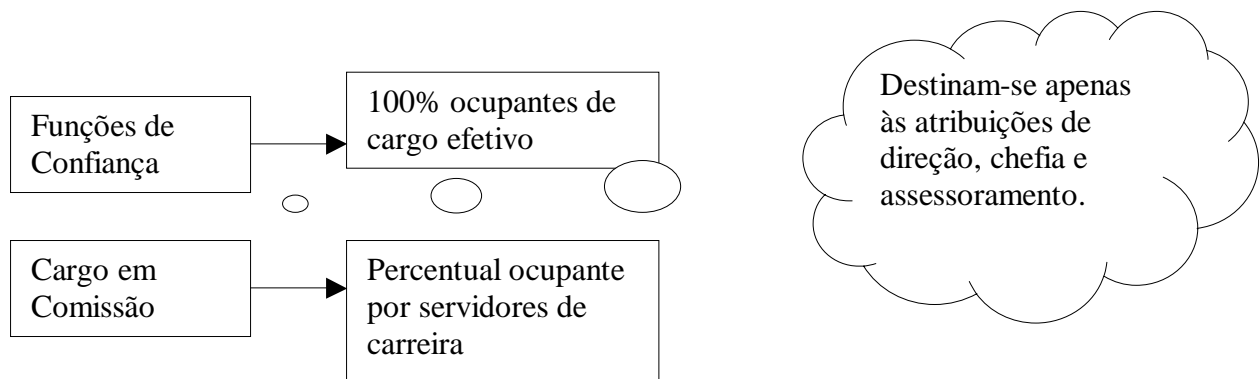 Funções de
Confiança
100% ocupantes de
cargo efetivo
Destinam-se apenas
às atribuições de
direção, chefia e
assessoramento.
Cargo em
Comissão
Percentual ocupante
por servidores de
carreira